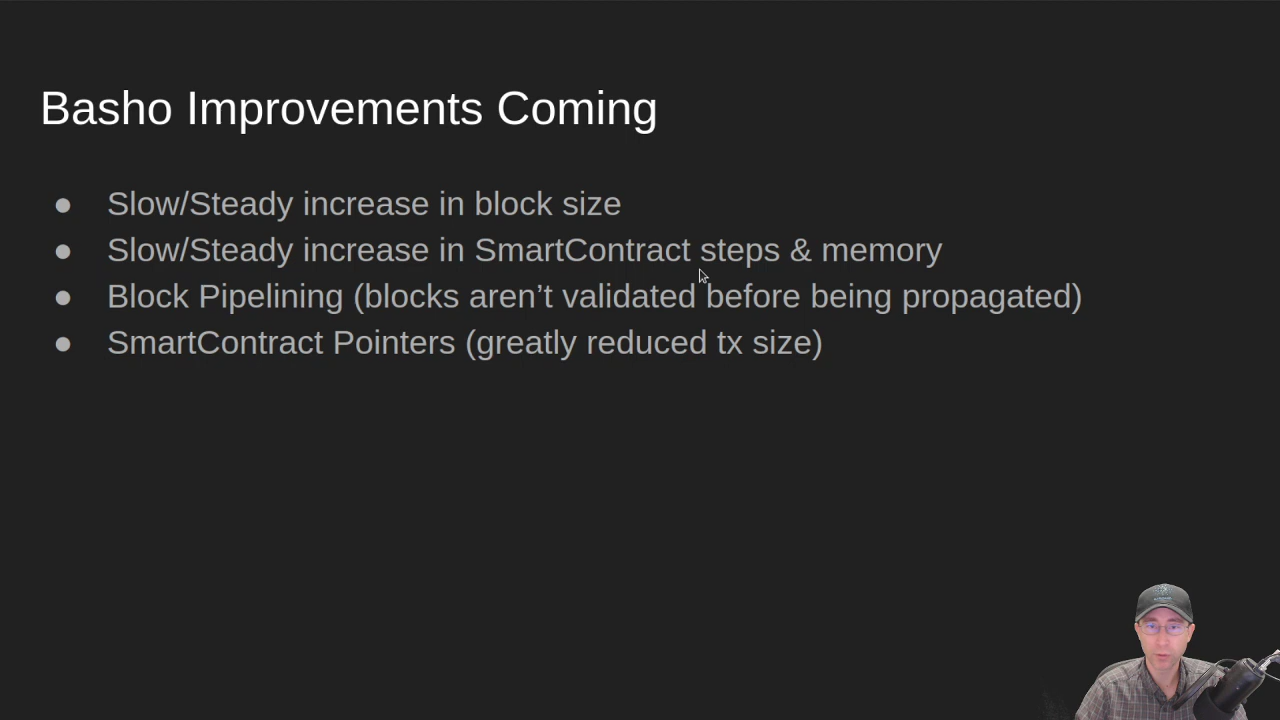 Basho Improvements Coming
● Slow/Steady increase in block size
● Slow/Steady increase in SmartContract steps & memory
● Block Pipelining (blocks aren’t validated before being propagated)
● SmartContract Pointers (greatly reduced tx size)